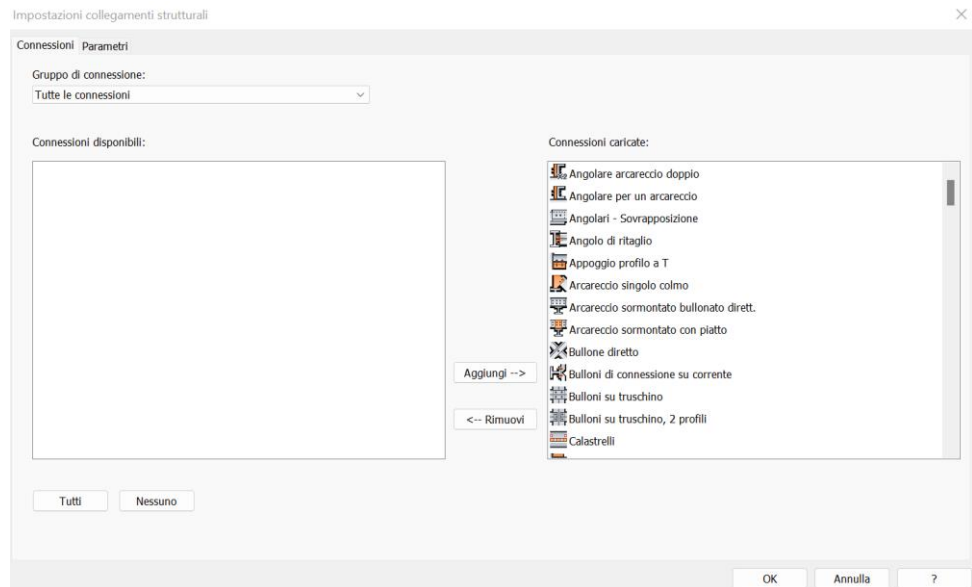 Impostazioni collegamenti strutturali
Connessioni Parametri
Gruppo di connessione:
Tutte le connessioni
Connessioni disponibili:
Connessioni caricate:
Angolare arcareccio doppio
Angolare per un arcareccio
Angolari - Sovrapposizione
Angolo di ritaglio
Appoggio profilo a T
Arcareccio singolo colmo
Arcareccio sormontato bullonato dirett.
Arcareccio sormontato con piatto
Bullone diretto
Bulloni di connessione su corrente
Bulloni su truschino
Bulloni su truschino, 2 profili
Calastrelli
Aggiungi -->
<-- Rimuovi
Tutti Nessuno
OK Annulla ?